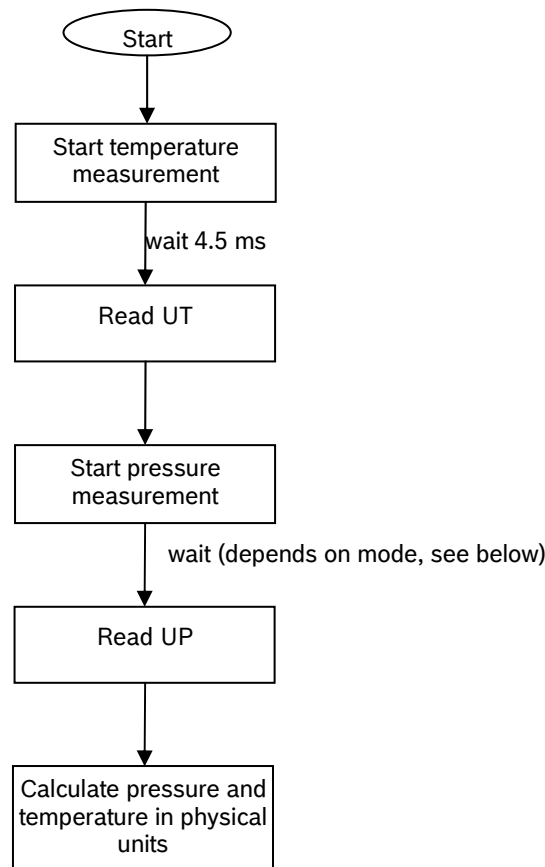 Start
Start temperature
measurement
wait 4.5 ms
Read UT
Start pressure
measurement
wait (depends on mode, see below)
Read UP
Calculate pressure and
temperature in physical
units